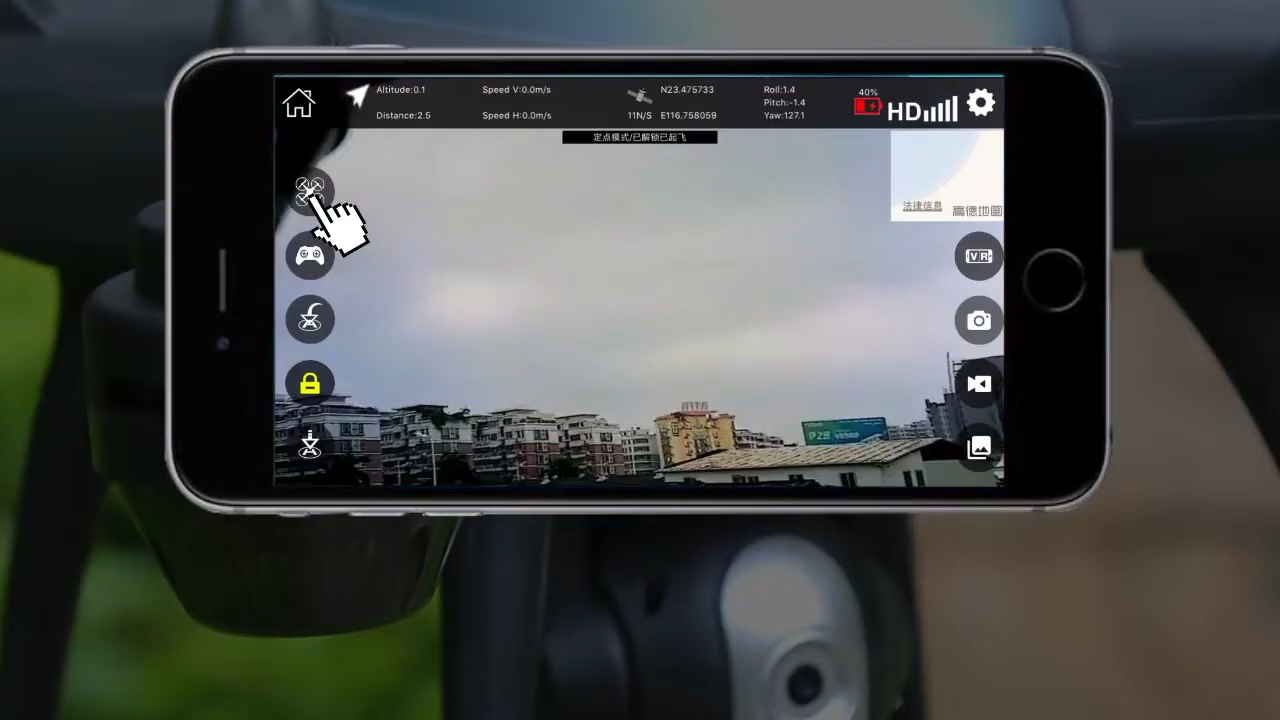 Altitude:0.1
Speed V:0.0m/s
N23.475733
Roll:1.4
Pitch:-1.4
40%
HD
Distance:2.5
Speed H:0.0m/s
11N/S
E116.758059
Yaw:127.1
定点模式/已解锁已起飞
法律信息
高德地图
VR